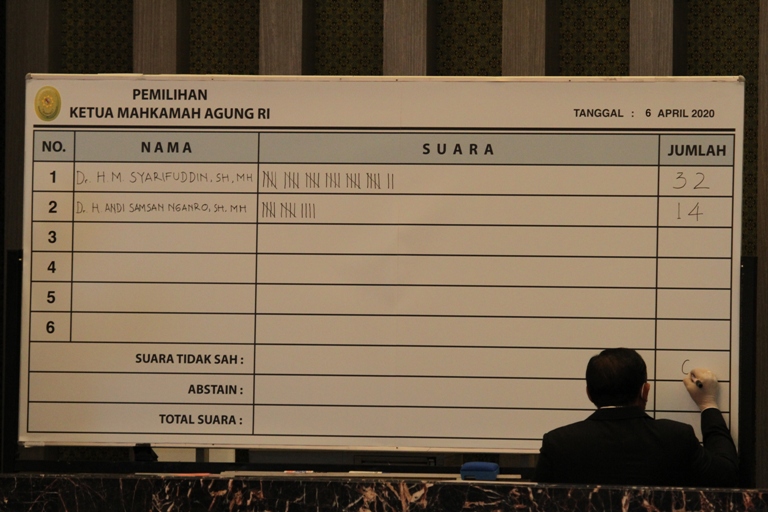 PEMILIHAN
KETUA MAHKAMAH AGUNG RI
TANGGAL : 6 APRIL 2020
NO. NAMA SUARA JUMLAH
1 Dr. H. M. SYARIFUDDIN, SH, MH 32
2 D. H. ANDI SAMSAN NGANRO, SH, MH 14
3
4
5
6
SUARA TIDAK SAH :
ABSTAIN :
TOTAL SUARA :